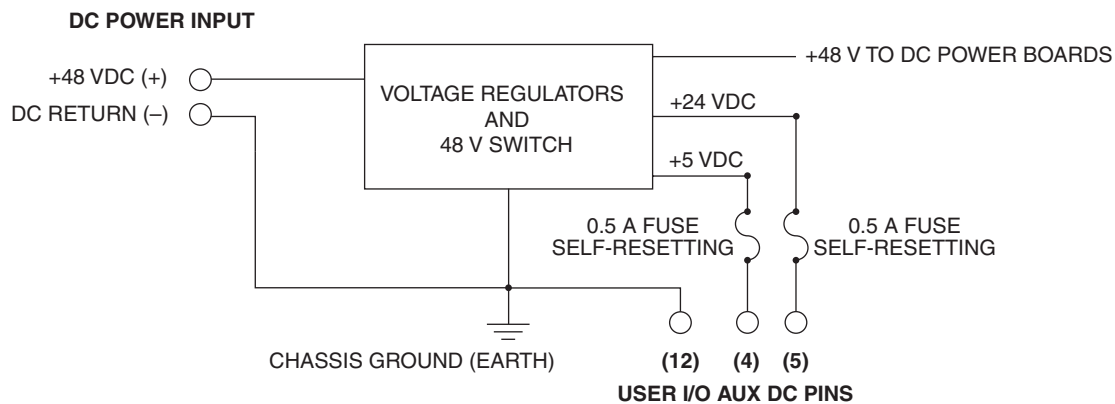 DC POWER INPUT
+48 VDC (+)
DC RETURN (–)
VOLTAGE REGULATORS
AND
48 V SWITCH
+48 V TO DC POWER BOARDS
+24 VDC
+5 VDC
0.5 A FUSE
SELF-RESETTING
0.5 A FUSE
SELF-RESETTING
CHASSIS GROUND (EARTH)
(12) (4) (5)
USER I/O AUX DC PINS